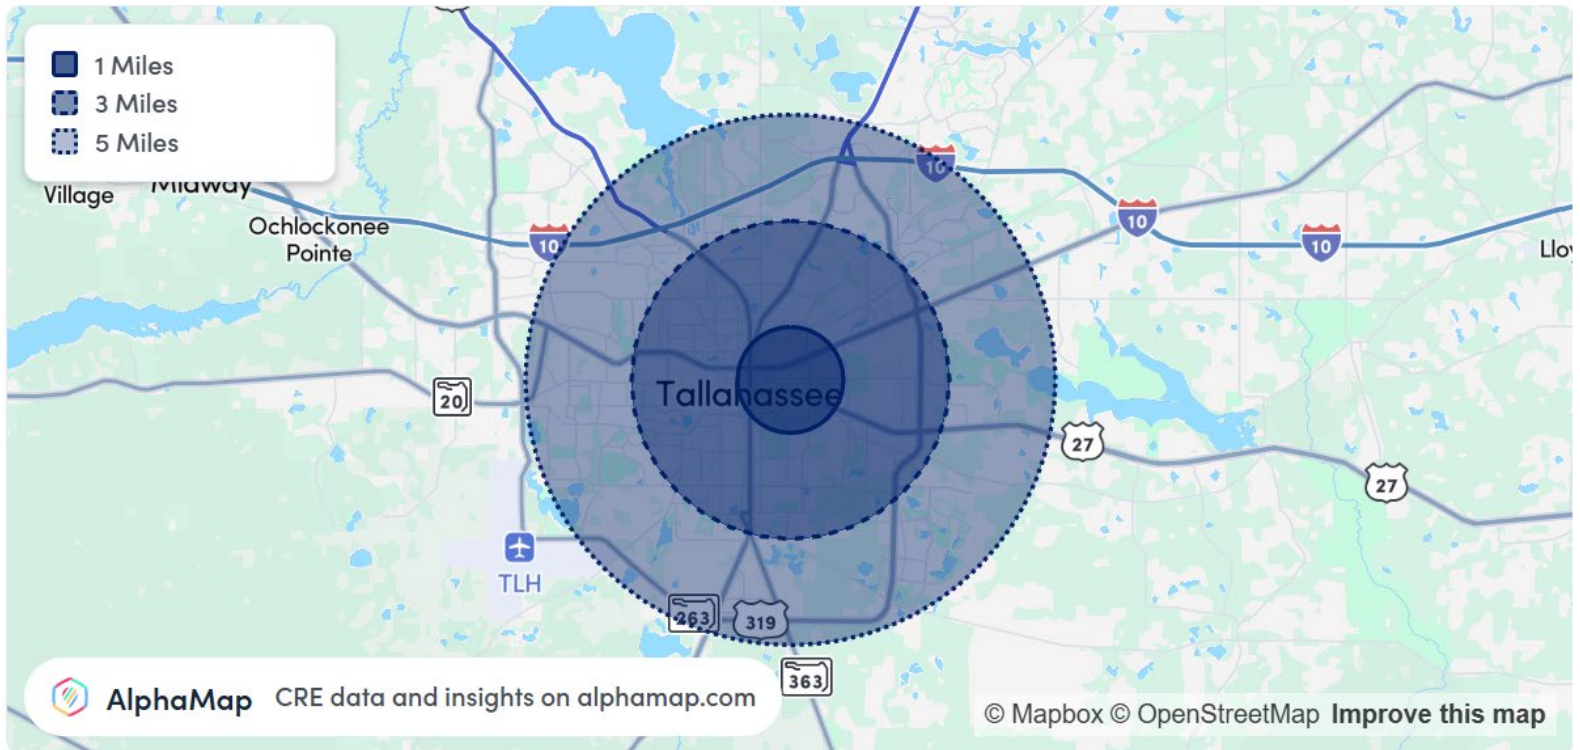 1 Miles
3 Miles
5 Miles
Village
Midway
Ochlockonee
Pointe
10
10
10
10
Tallahassee
20
27
27
TLH
263
319
363
AlphaMap CRE data and insights on alphamap.com
© Mapbox © OpenStreetMap Improve this map